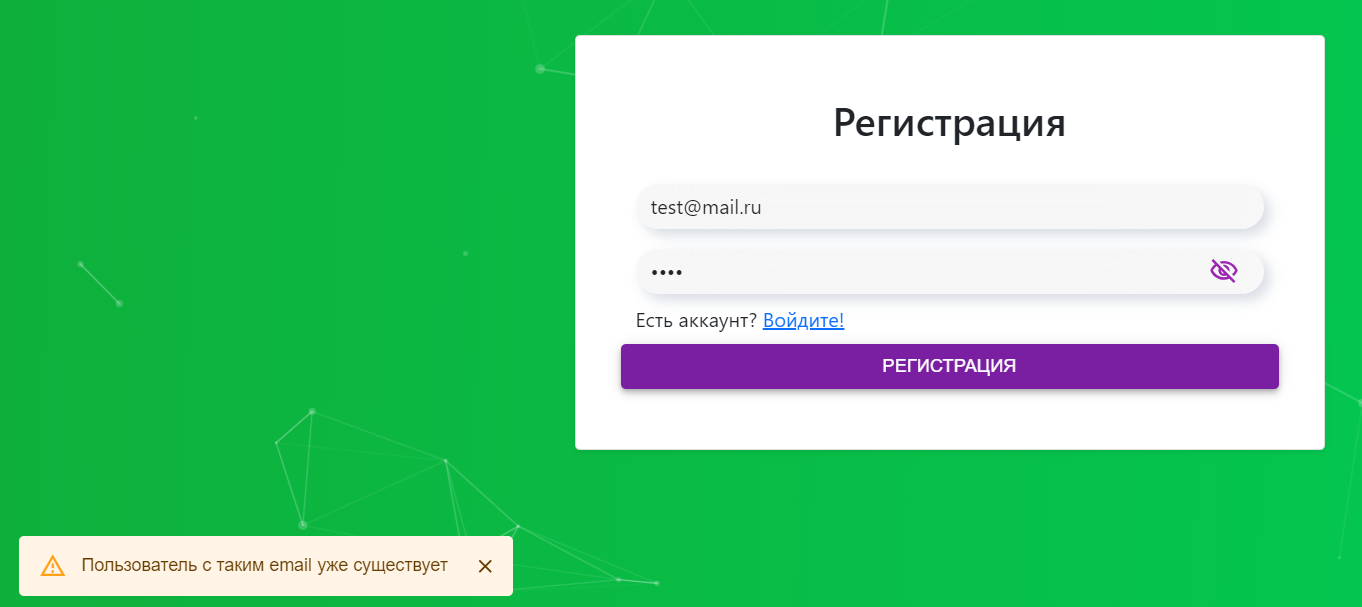 Регистрация
test@mail.ru
••••
Есть аккаунт? Войдите!
РЕГИСТРАЦИЯ
Пользователь с таким email уже существует